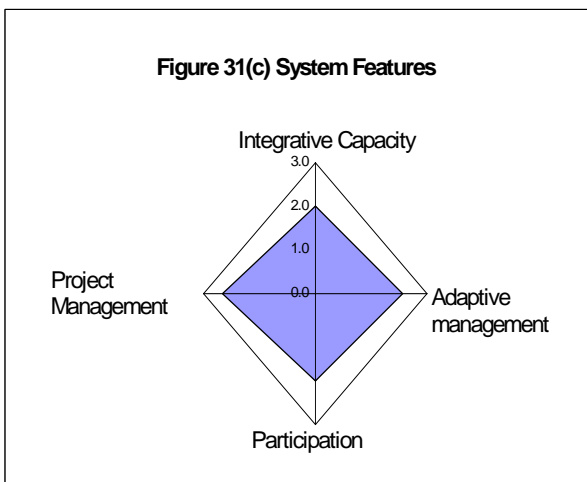 Figure 31(c) System Features
Integrative Capacity
3.0
2.0
1.0
0.0
Project
Management
Adaptive
management
Participation